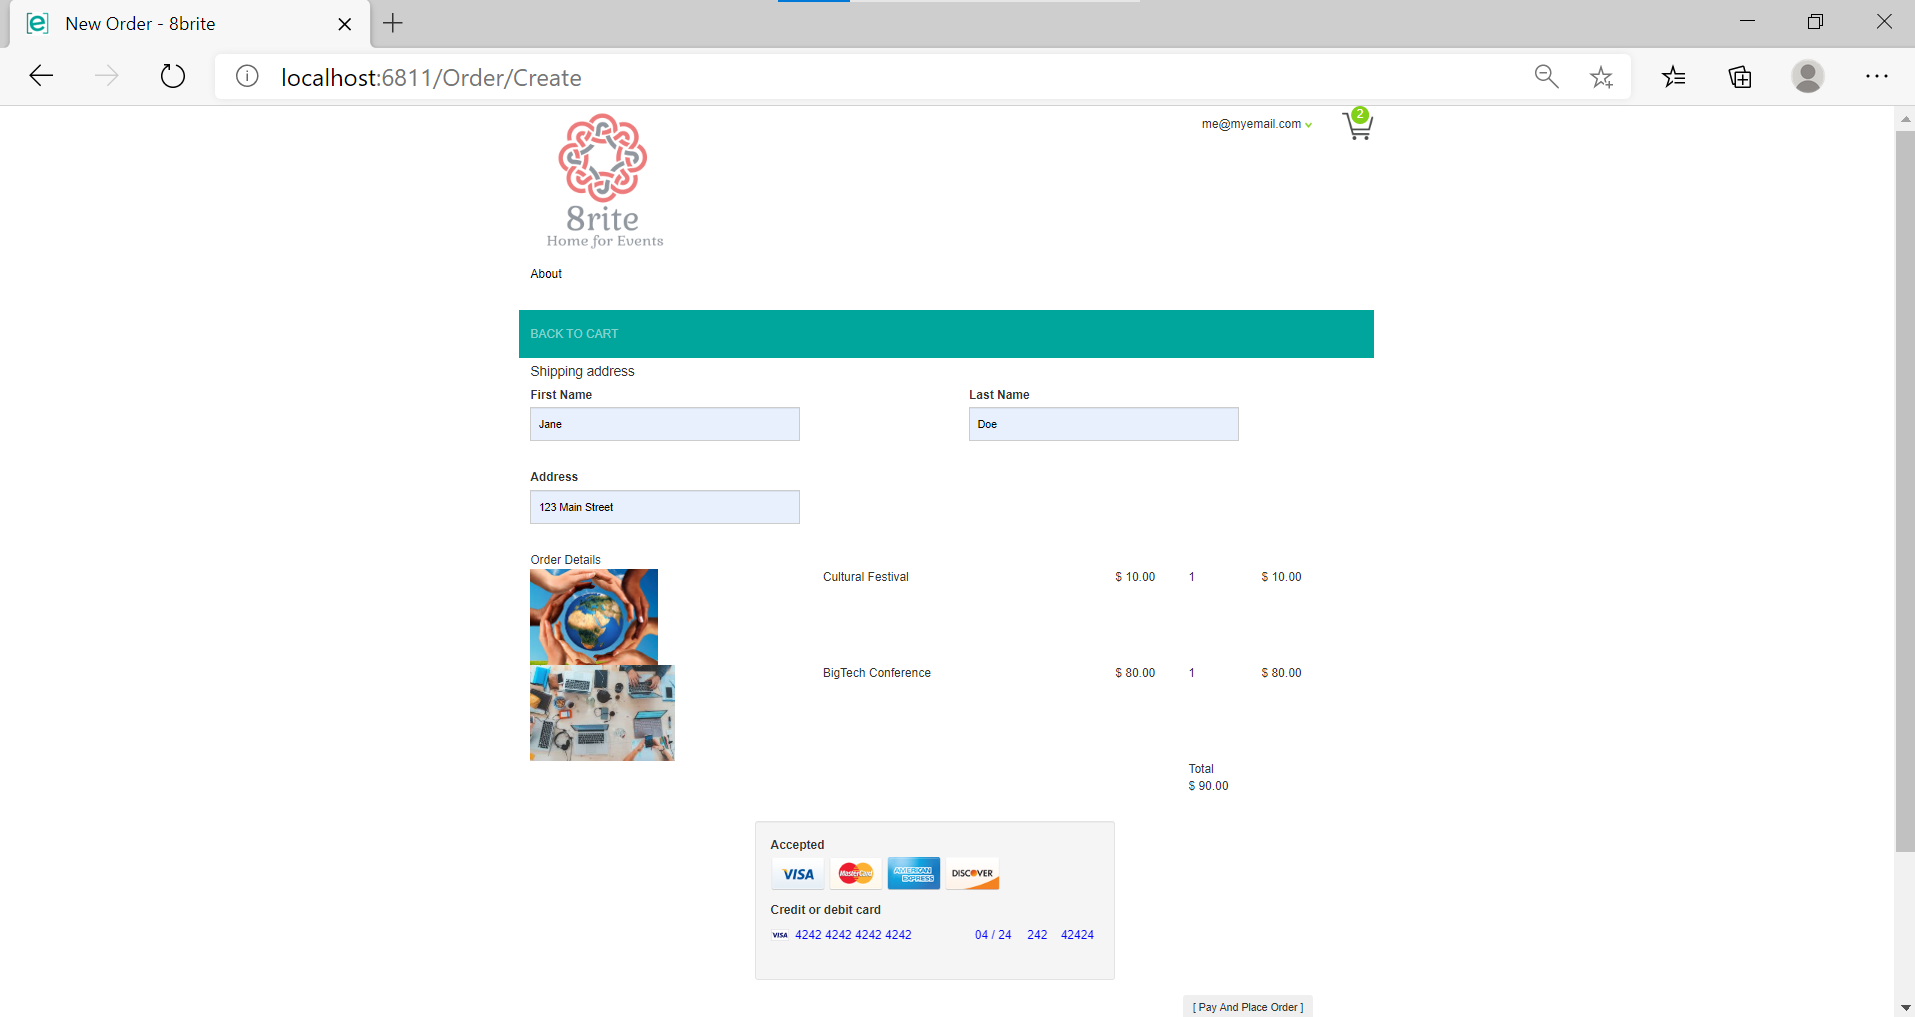 New Order - 8brite
localhost:6811/Order/Create
me@myemail.com
2
8rite
Home for Events
About
BACK TO CART
Shipping address
First Name
Last Name
Jane
Doe
Address
123 Main Street
Order Details
Cultural Festival $ 10.00 1 $ 10.00
BigTech Conference $ 80.00 1 $ 80.00
Total
$ 90.00
Accepted
VISA MasterCard AMERICAN EXPRESS DISCOVER
Credit or debit card
VISA 4242 4242 4242 4242 04 / 24 242 42424
[ Pay And Place Order ]